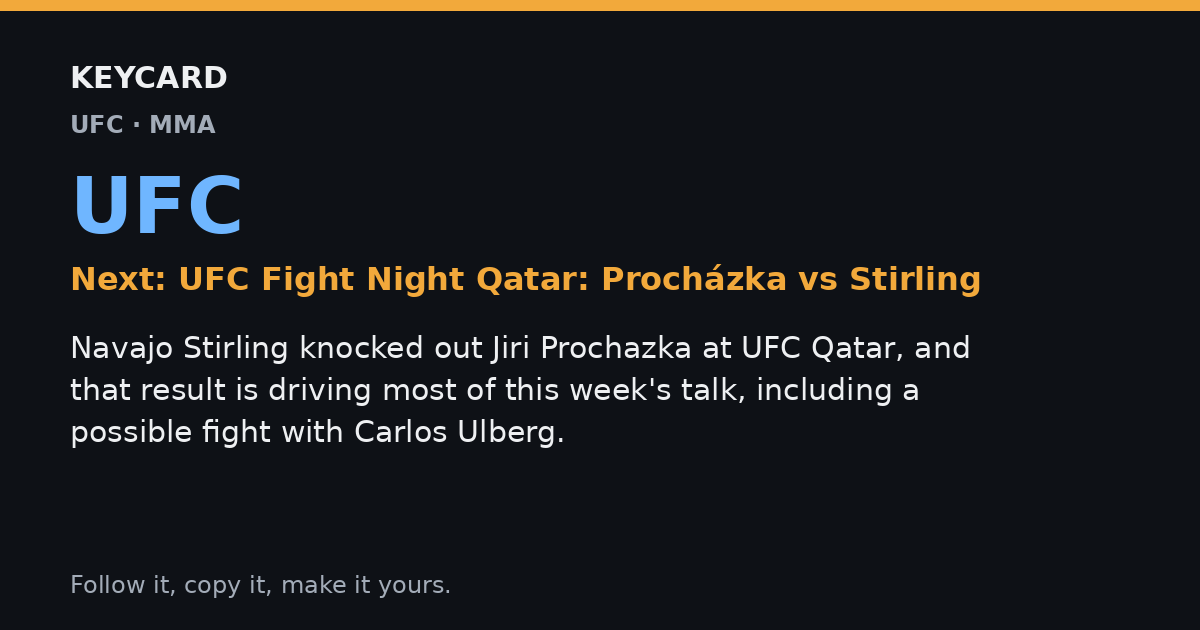 KEYCARD
UFC · MMA
UFC
Next: UFC Fight Night Qatar: Procházka vs Stirling
Navajo Stirling knocked out Jiri Prochazka at UFC Qatar, and
that result is driving most of this week's talk, including a
possible fight with Carlos Ulberg.
Follow it, copy it, make it yours.